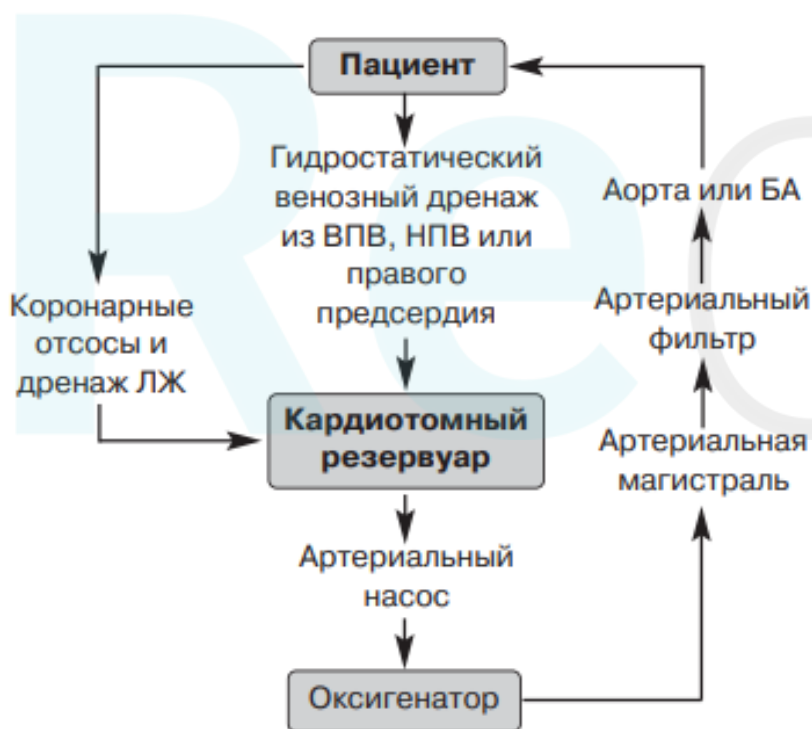 Пациент
Гидростатический
венозный дренаж
из ВПВ, НПВ или
правого
предсердия
Коронарные
отсосы и
дренаж ЛЖ
Кардиотомный
резервуар
Артериальный
насос
Оксигенатор
Артериальная
магистраль
Артериальный
фильтр
Аорта или БА
Re